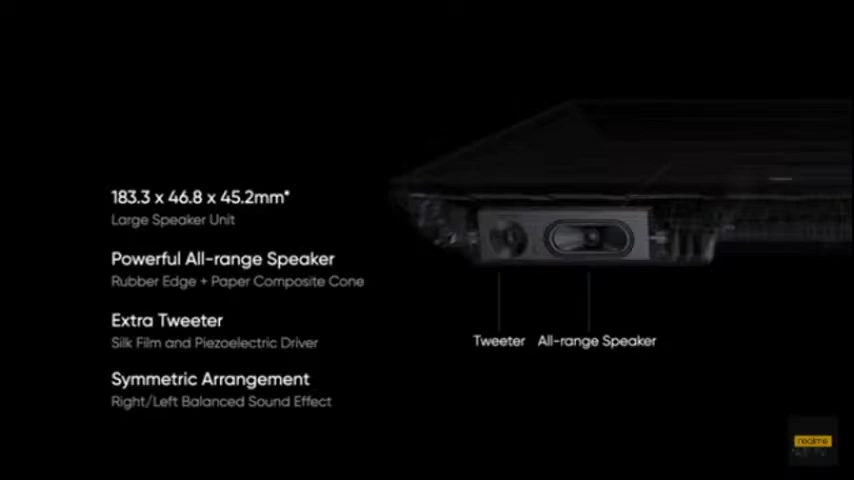 183.3 x 46.8 x 45.2mm*
Large Speaker Unit
Powerful All-range Speaker
Rubber Edge + Paper Composite Cone
Extra Tweeter
Silk Film and Piezoelectric Driver
Symmetric Arrangement
Right/Left Balanced Sound Effect
Tweeter
All-range Speaker
realme